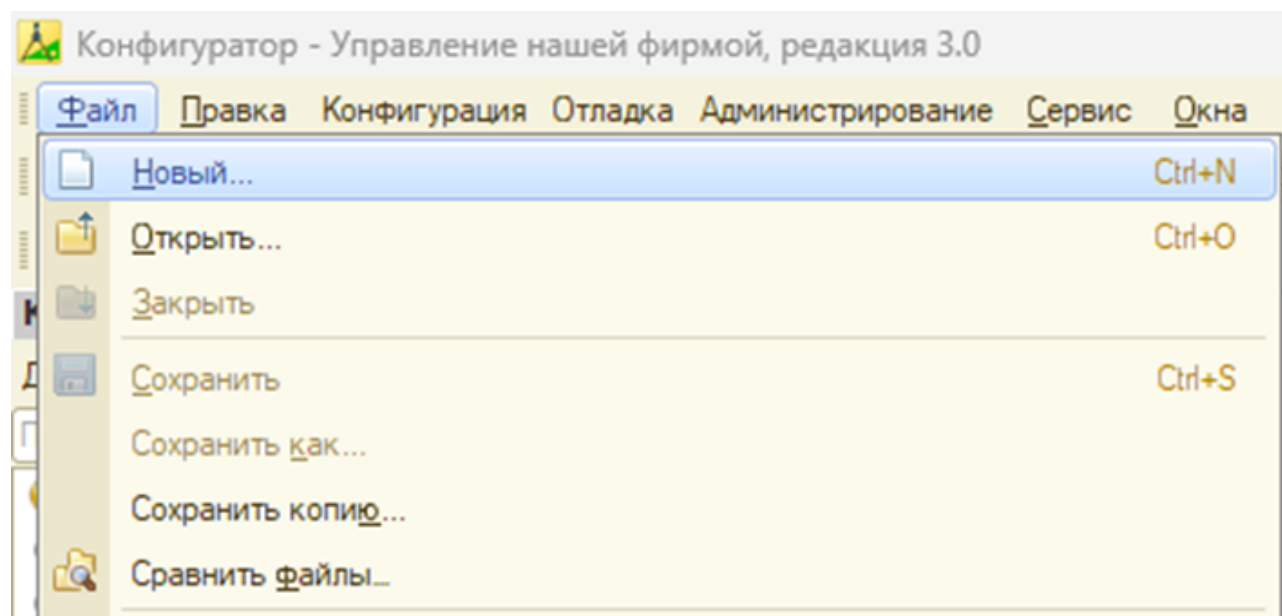 Конфигуратор - Управление нашей фирмой, редакция 3.0
Файл Правка Конфигурация Отладка Администрирование Сервис Окна
Новый... Ctrl+N
Открыть... Ctrl+O
Закрыть
Сохранить Ctrl+S
Сохранить как...
Сохранить копию...
Сравнить файлы...